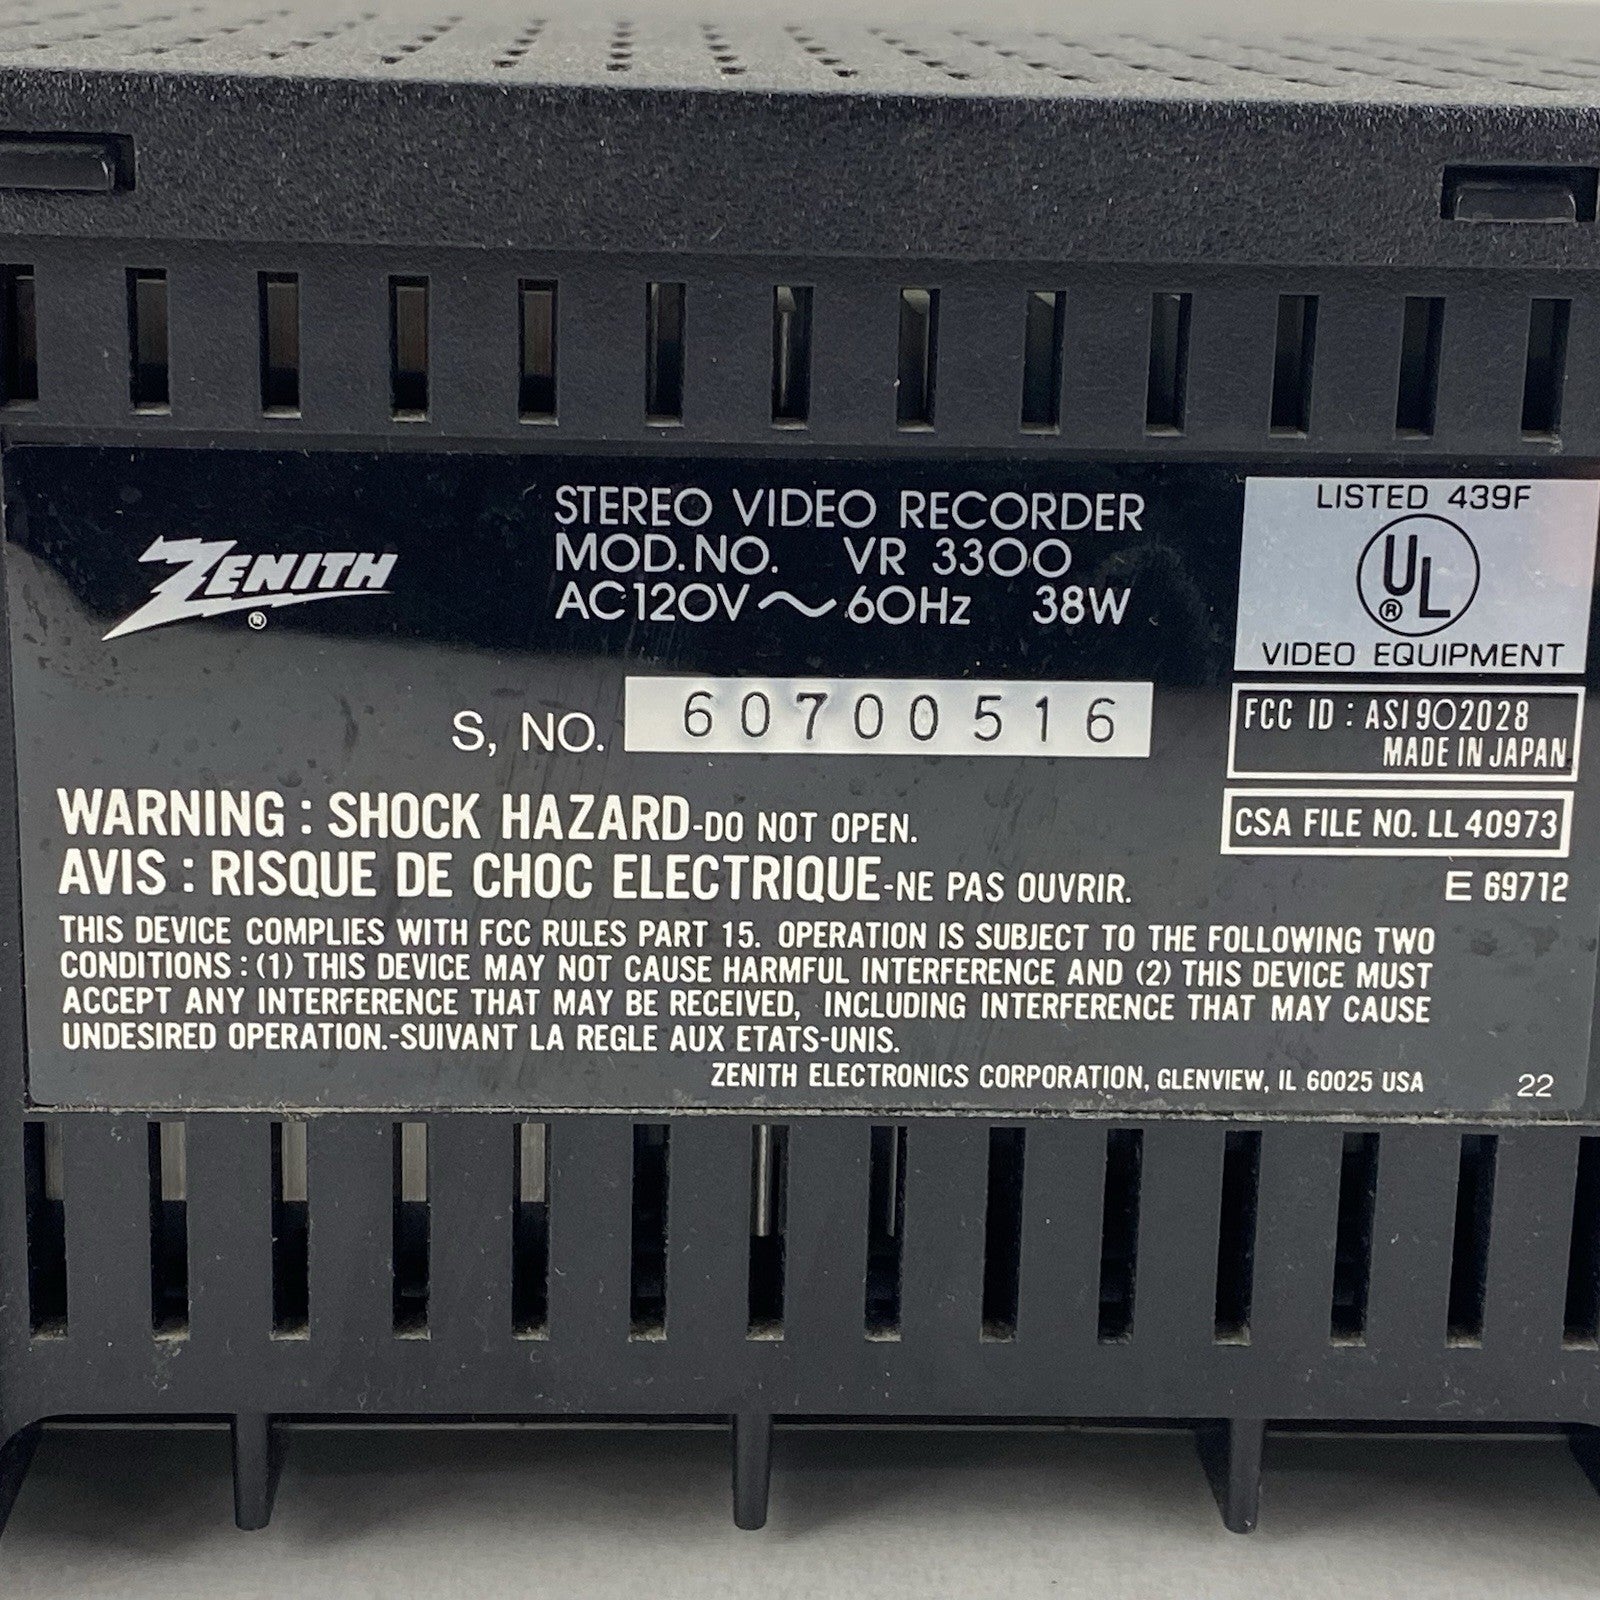 ZENITH
®
STEREO VIDEO RECORDER
MOD. NO. VR 3300
AC 120V ~ 60Hz 38W
S, NO. 60700516
LISTED 439F
UL ®
VIDEO EQUIPMENT
FCC ID : ASI902028
MADE IN JAPAN
CSA FILE NO. LL 40973
E 69712
WARNING : SHOCK HAZARD-DO NOT OPEN.
AVIS : RISQUE DE CHOC ELECTRIQUE-NE PAS OUVRIR.
THIS DEVICE COMPLIES WITH FCC RULES PART 15. OPERATION IS SUBJECT TO THE FOLLOWING TWO
CONDITIONS : (1) THIS DEVICE MAY NOT CAUSE HARMFUL INTERFERENCE AND (2) THIS DEVICE MUST
ACCEPT ANY INTERFERENCE THAT MAY BE RECEIVED, INCLUDING INTERFERENCE THAT MAY CAUSE
UNDESIRED OPERATION.-SUIVANT LA REGLE AUX ETATS-UNIS.
ZENITH ELECTRONICS CORPORATION, GLENVIEW, IL 60025 USA
22